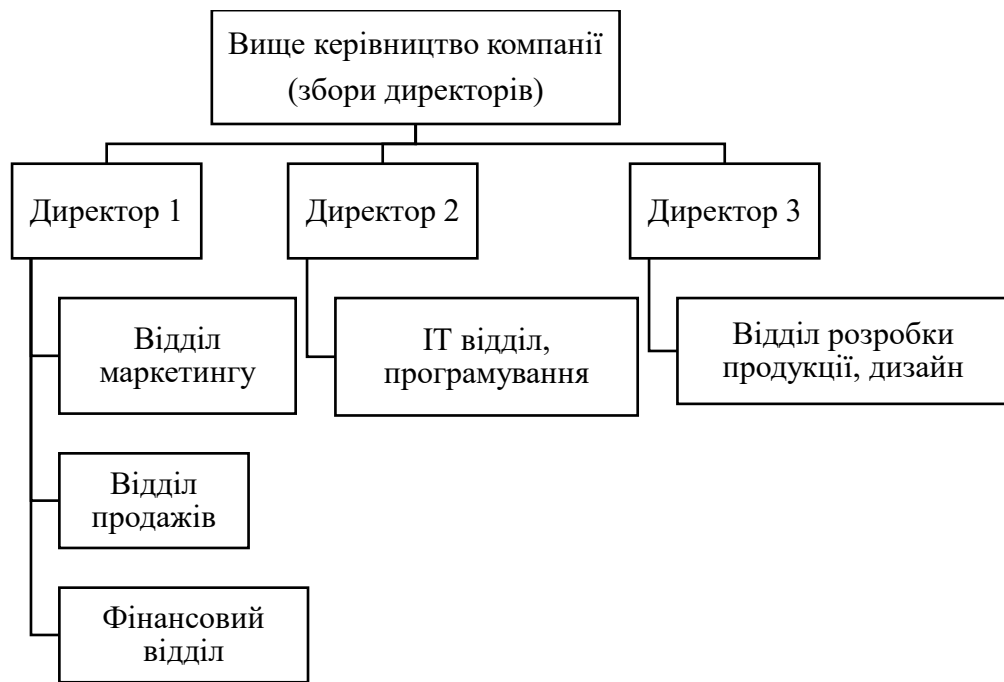 Вище керівництво компанії
(збори директорів)
Директор 1
Директор 2
Директор 3
Відділ
маркетингу
ІТ відділ,
програмування
Відділ розробки
продукції, дизайн
Відділ
продажів
Фінансовий
відділ